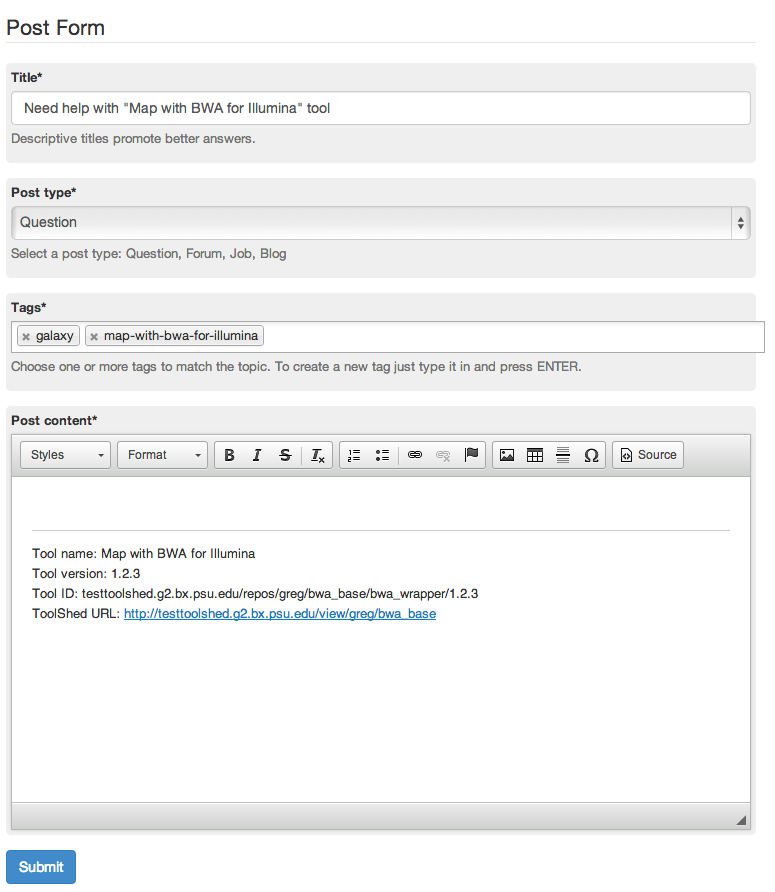 Post Form
Title*
Need help with "Map with BWA for Illumina" tool
Descriptive titles promote better answers.
Post type*
Question
Select a post type: Question, Forum, Job, Blog
Tags*
× galaxy × map-with-bwa-for-illumina
Choose one or more tags to match the topic. To create a new tag just type it in and press ENTER.
Post content*
Styles Format B I S Tx Ω Source
Tool name: Map with BWA for Illumina
Tool version: 1.2.3
Tool ID: testtoolshed.g2.bx.psu.edu/repos/greg/bwa_base/bwa_wrapper/1.2.3
ToolShed URL: http://testtoolshed.g2.bx.psu.edu/view/greg/bwa_base
Submit